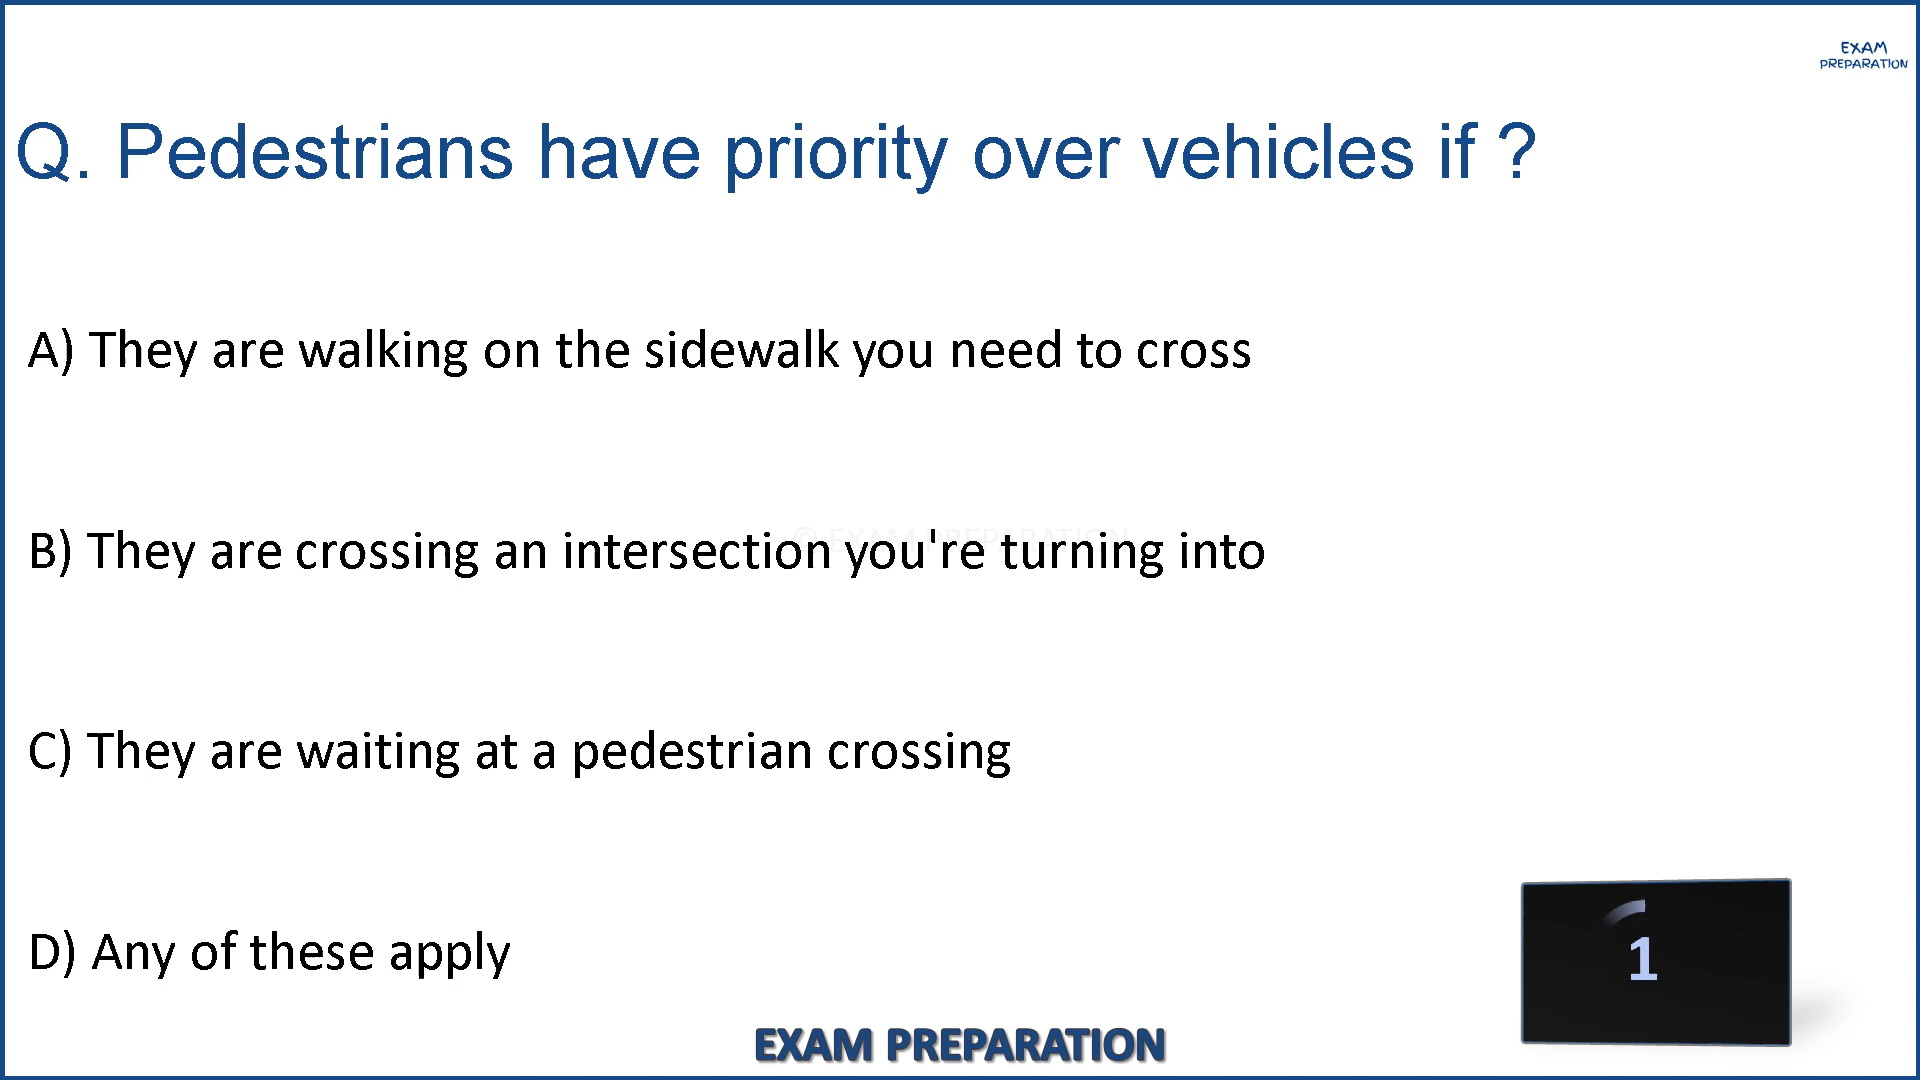 EXAM
PREPARATION
Q. Pedestrians have priority over vehicles if ?
A) They are walking on the sidewalk you need to cross
© EXAM PREPARATION
B) They are crossing an intersection you're turning into
C) They are waiting at a pedestrian crossing
D) Any of these apply
1
EXAM PREPARATION